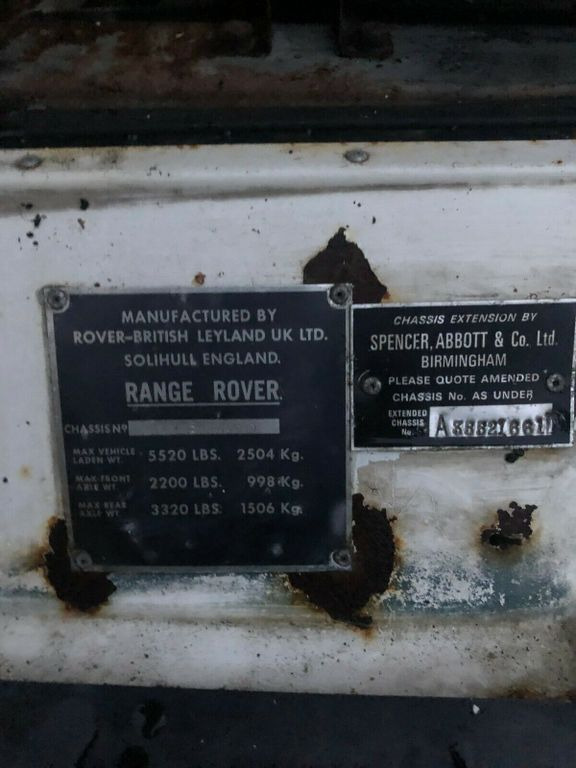 MANUFACTURED BY
ROVER-BRITISH LEYLAND UK LTD.
SOLIHULL ENGLAND.
RANGE ROVER
CHASSIS Nº
MAX VEHICLE LADEN WT. 5520 LBS. 2504 Kg.
MAX FRONT AXLE WT. 2200 LBS. 998 Kg.
MAX REAR AXLE WT. 3320 LBS. 1506 Kg.
CHASSIS EXTENSION BY
SPENCER, ABBOTT & Co. Ltd.
BIRMINGHAM
PLEASE QUOTE AMENDED
CHASSIS No. AS UNDER
EXTENDED
CHASSIS
No.